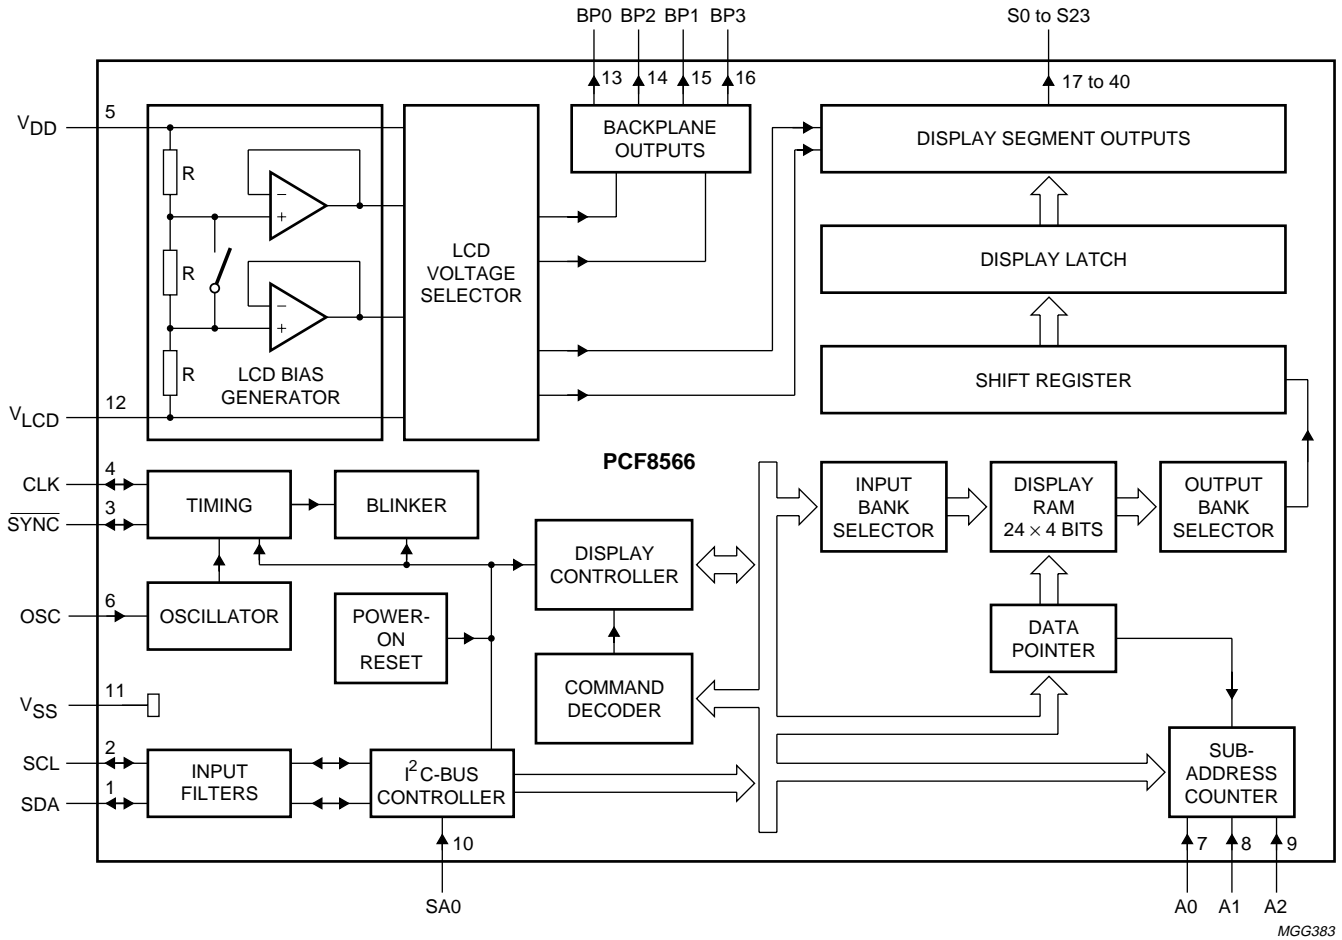 BP0 BP2 BP1 BP3 S0 to S23
13 14 15 16 17 to 40
VDD 5
BACKPLANE
OUTPUTS
DISPLAY SEGMENT OUTPUTS
R
−
+
R
−
+
R
LCD BIAS
GENERATOR
LCD
VOLTAGE
SELECTOR
DISPLAY LATCH
SHIFT REGISTER
VLCD 12
PCF8566
CLK 4
SYNC 3
TIMING
BLINKER
DISPLAY
CONTROLLER
INPUT
BANK
SELECTOR
DISPLAY
RAM
24 × 4 BITS
OUTPUT
BANK
SELECTOR
OSC 6
OSCILLATOR
POWER-
ON
RESET
COMMAND
DECODER
DATA
POINTER
VSS 11
SCL 2
SDA 1
INPUT
FILTERS
I2C-BUS
CONTROLLER
SUB-
ADDRESS
COUNTER
10 7 8 9
SA0 A0 A1 A2
MGG383